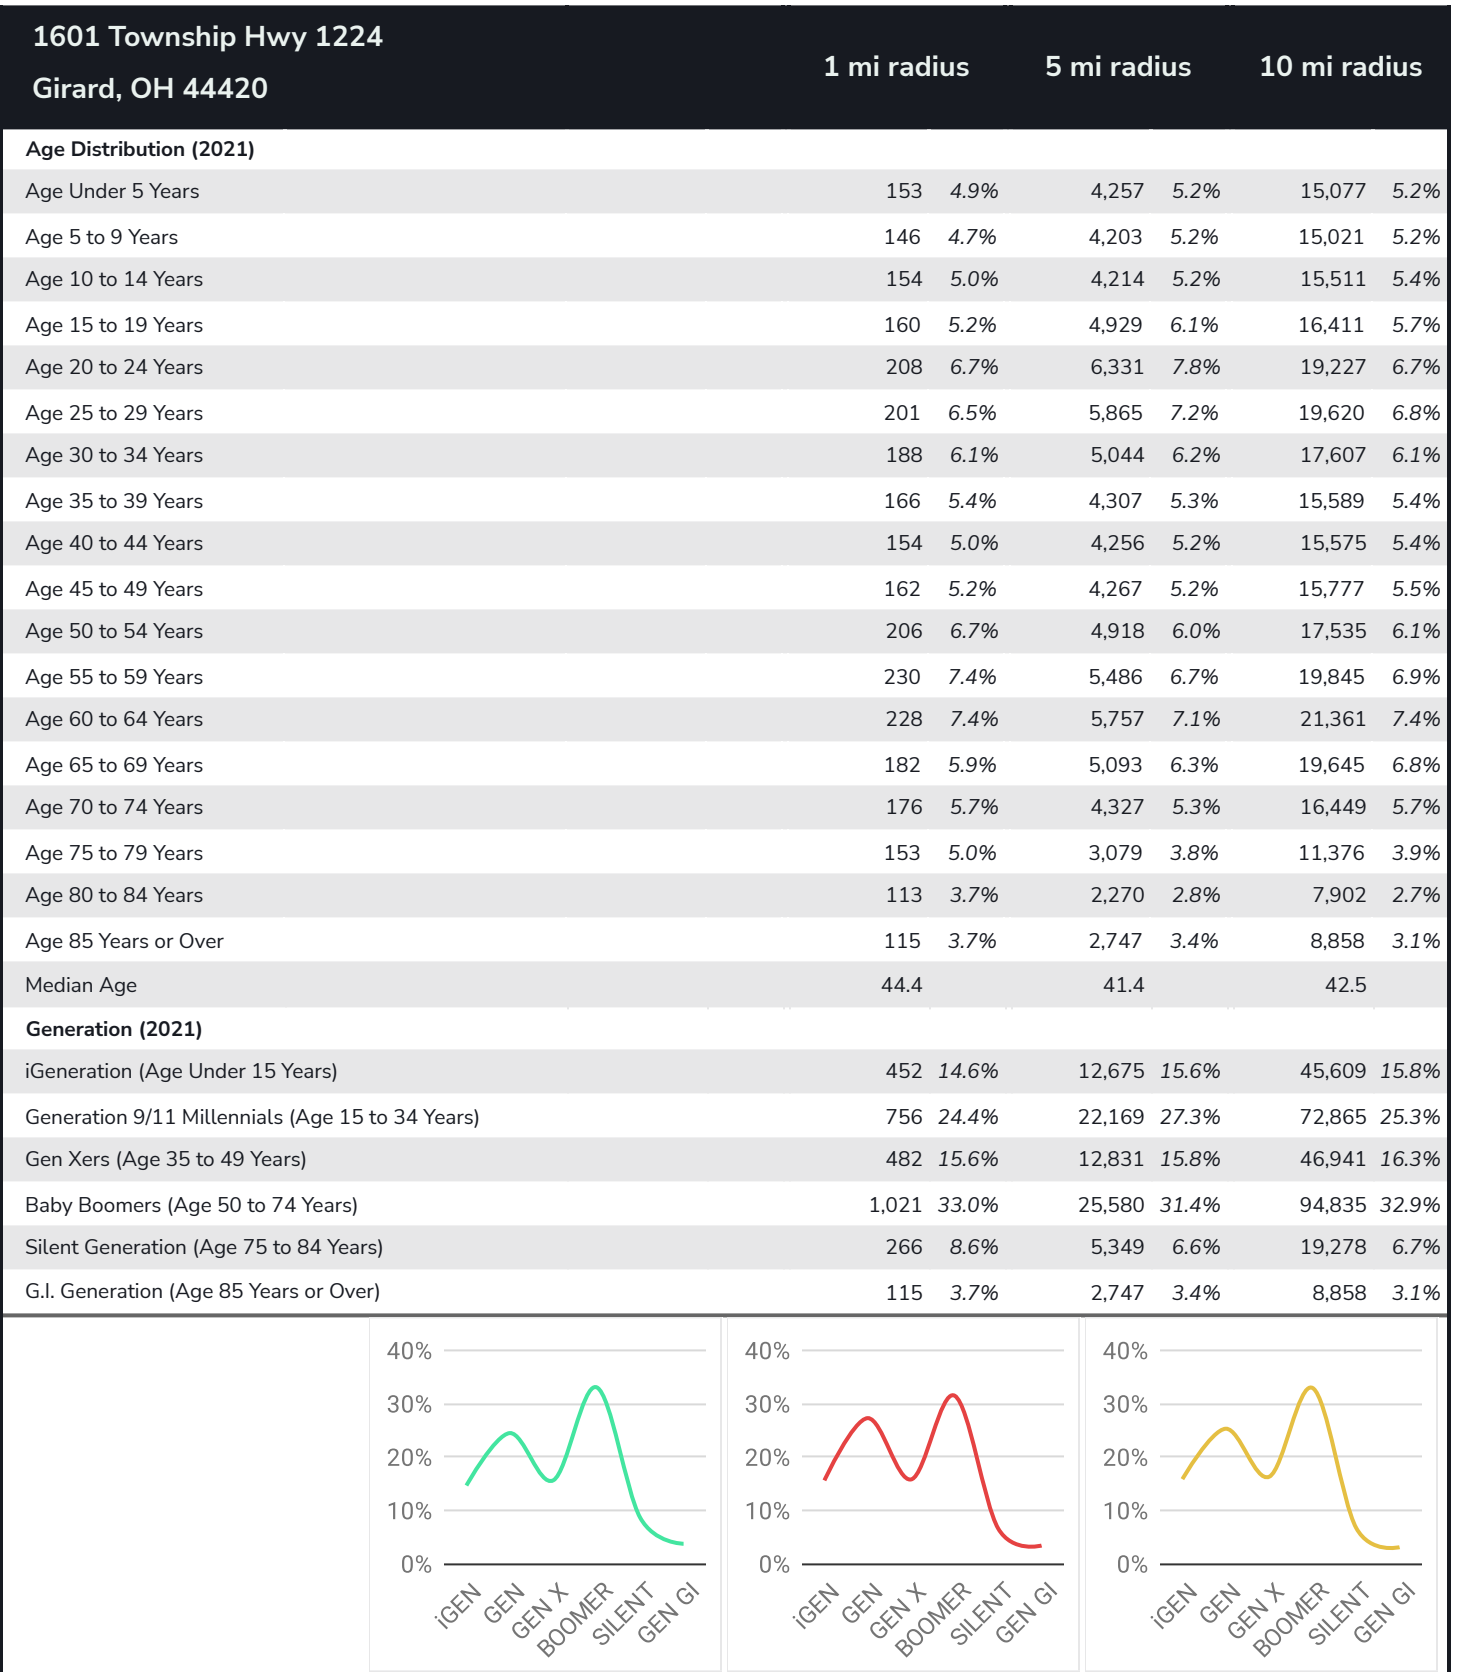 1601 Township Hwy 1224
Girard, OH 44420
1 mi radius 5 mi radius 10 mi radius
Age Distribution (2021)
Age Under 5 Years 153 4.9% 4,257 5.2% 15,077 5.2%
Age 5 to 9 Years 146 4.7% 4,203 5.2% 15,021 5.2%
Age 10 to 14 Years 154 5.0% 4,214 5.2% 15,511 5.4%
Age 15 to 19 Years 160 5.2% 4,929 6.1% 16,411 5.7%
Age 20 to 24 Years 208 6.7% 6,331 7.8% 19,227 6.7%
Age 25 to 29 Years 201 6.5% 5,865 7.2% 19,620 6.8%
Age 30 to 34 Years 188 6.1% 5,044 6.2% 17,607 6.1%
Age 35 to 39 Years 166 5.4% 4,307 5.3% 15,589 5.4%
Age 40 to 44 Years 154 5.0% 4,256 5.2% 15,575 5.4%
Age 45 to 49 Years 162 5.2% 4,267 5.2% 15,777 5.5%
Age 50 to 54 Years 206 6.7% 4,918 6.0% 17,535 6.1%
Age 55 to 59 Years 230 7.4% 5,486 6.7% 19,845 6.9%
Age 60 to 64 Years 228 7.4% 5,757 7.1% 21,361 7.4%
Age 65 to 69 Years 182 5.9% 5,093 6.3% 19,645 6.8%
Age 70 to 74 Years 176 5.7% 4,327 5.3% 16,449 5.7%
Age 75 to 79 Years 153 5.0% 3,079 3.8% 11,376 3.9%
Age 80 to 84 Years 113 3.7% 2,270 2.8% 7,902 2.7%
Age 85 Years or Over 115 3.7% 2,747 3.4% 8,858 3.1%
Median Age 44.4 41.4 42.5
Generation (2021)
iGeneration (Age Under 15 Years) 452 14.6% 12,675 15.6% 45,609 15.8%
Generation 9/11 Millennials (Age 15 to 34 Years) 756 24.4% 22,169 27.3% 72,865 25.3%
Gen Xers (Age 35 to 49 Years) 482 15.6% 12,831 15.8% 46,941 16.3%
Baby Boomers (Age 50 to 74 Years) 1,021 33.0% 25,580 31.4% 94,835 32.9%
Silent Generation (Age 75 to 84 Years) 266 8.6% 5,349 6.6% 19,278 6.7%
G.I. Generation (Age 85 Years or Over) 115 3.7% 2,747 3.4% 8,858 3.1%
40% 40% 40%
30% 30% 30%
20% 20% 20%
10% 10% 10%
0% 0% 0%
iGEN GEN GEN X BOOMER SILENT GEN GI iGEN GEN GEN X BOOMER SILENT GEN GI iGEN GEN GEN X BOOMER SILENT GEN GI